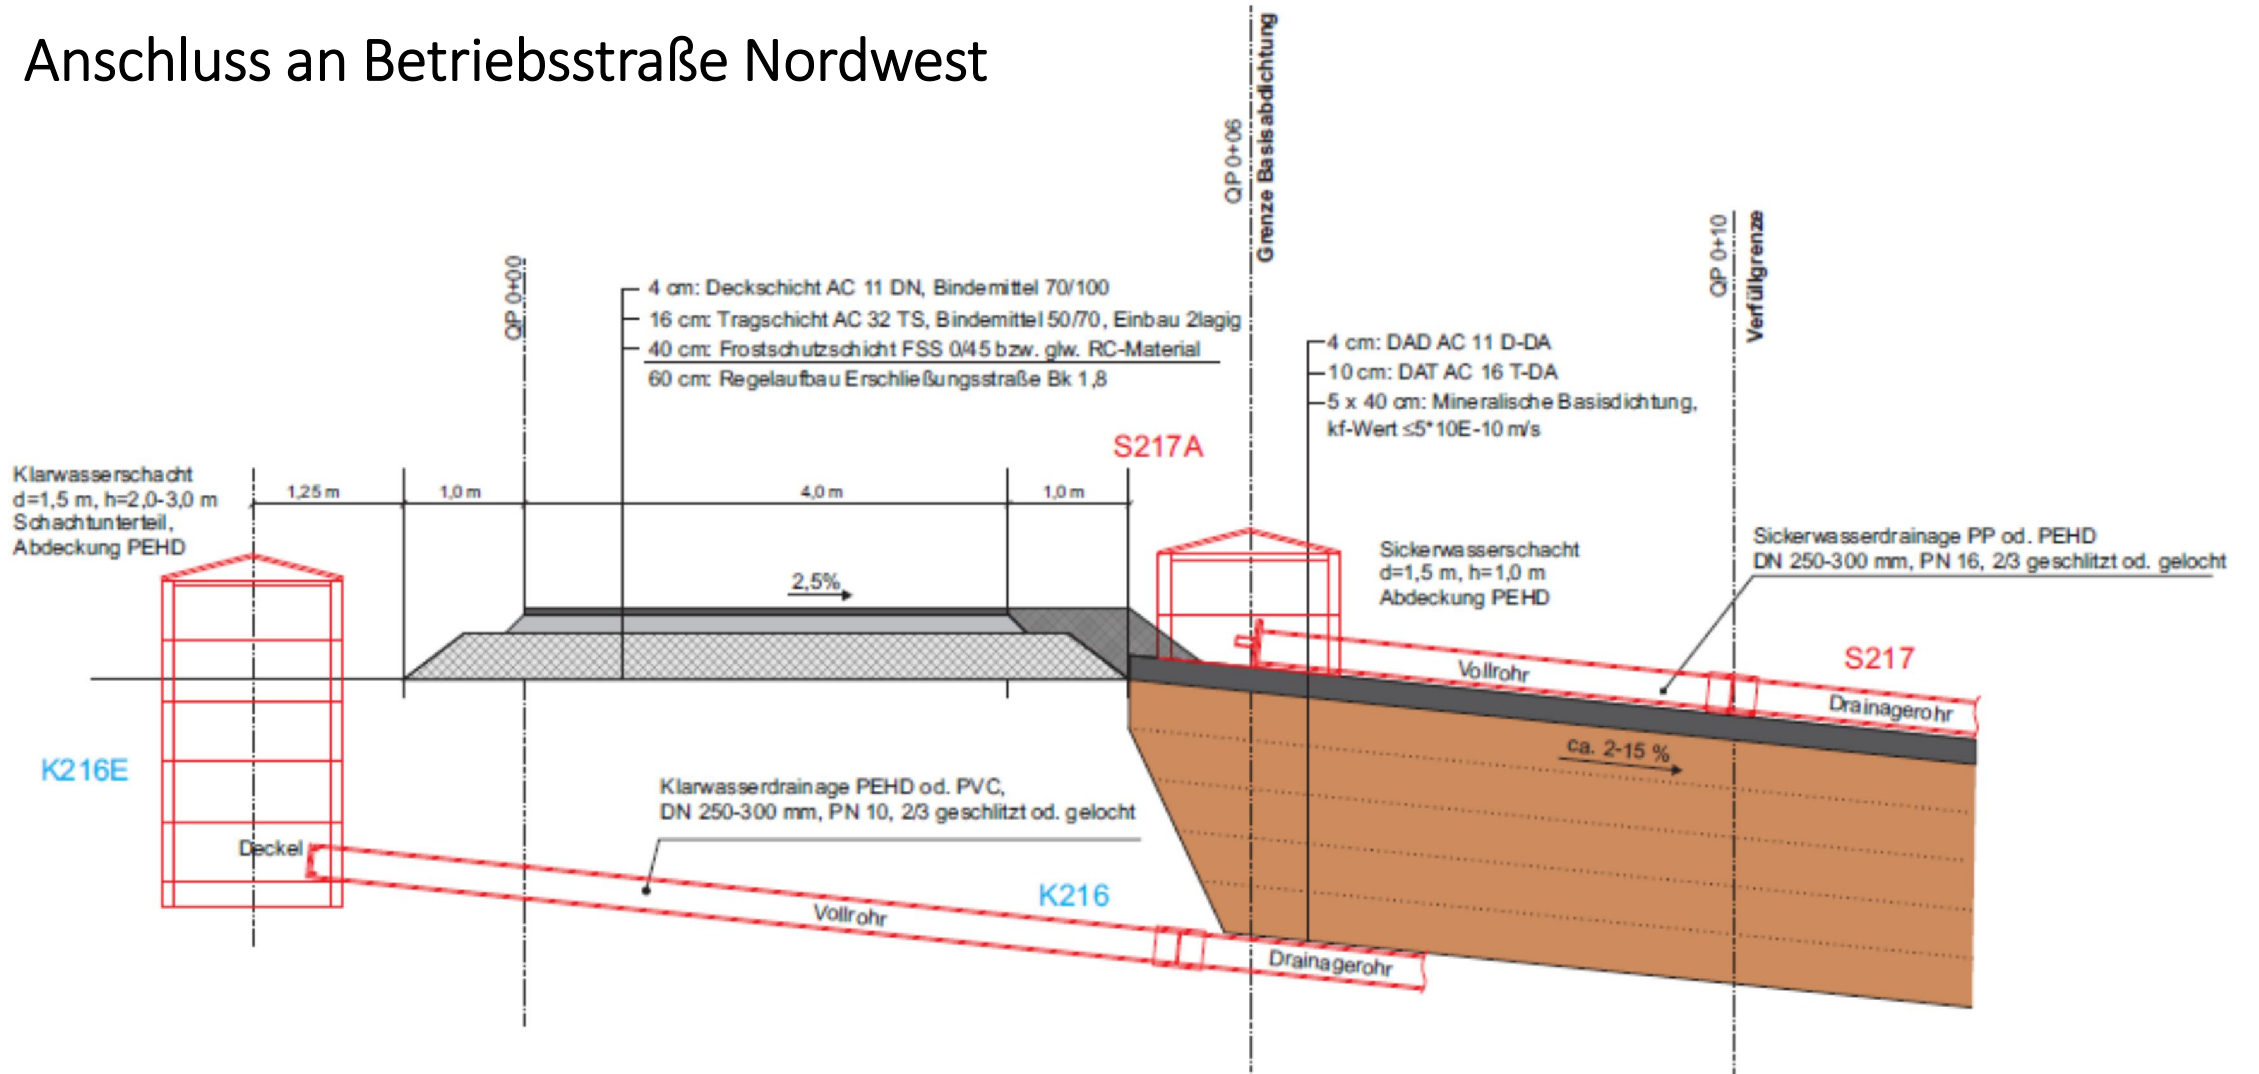 Anschluss an Betriebsstraße Nordwest
QP 0+00
QP 0+06
Grenze Basisabdichtung
QP 0+10
Verfüllgrenze
4 cm: Deckschicht AC 11 DN, Bindemittel 70/100
16 cm: Tragschicht AC 32 TS, Bindemittel 50/70, Einbau 2lagig
40 cm: Frostschutzschicht FSS 0/45 bzw. glw. RC-Material
60 cm: Regelaufbau Erschließungsstraße Bk 1,8
4 cm: DAD AC 11 D-DA
10 cm: DAT AC 16 T-DA
5 x 40 cm: Mineralische Basisdichtung,
kf-Wert ≤5*10E-10 m/s
S217A
Klarwasserschacht
d=1,5 m, h=2,0-3,0 m
Schachtunterteil,
Abdeckung PEHD
1,25 m
1,0 m
4,0 m
1,0 m
2,5%
Sickerwasserschacht
d=1,5 m, h=1,0 m
Abdeckung PEHD
Sickerwasserdrainage PP od. PEHD
DN 250-300 mm, PN 16, 2/3 geschlitzt od. gelocht
S217
Vollrohr
Drainagerohr
ca. 2-15 %
K216E
Klarwasserdrainage PEHD od. PVC,
DN 250-300 mm, PN 10, 2/3 geschlitzt od. gelocht
Deckel
K216
Vollrohr
Drainagerohr